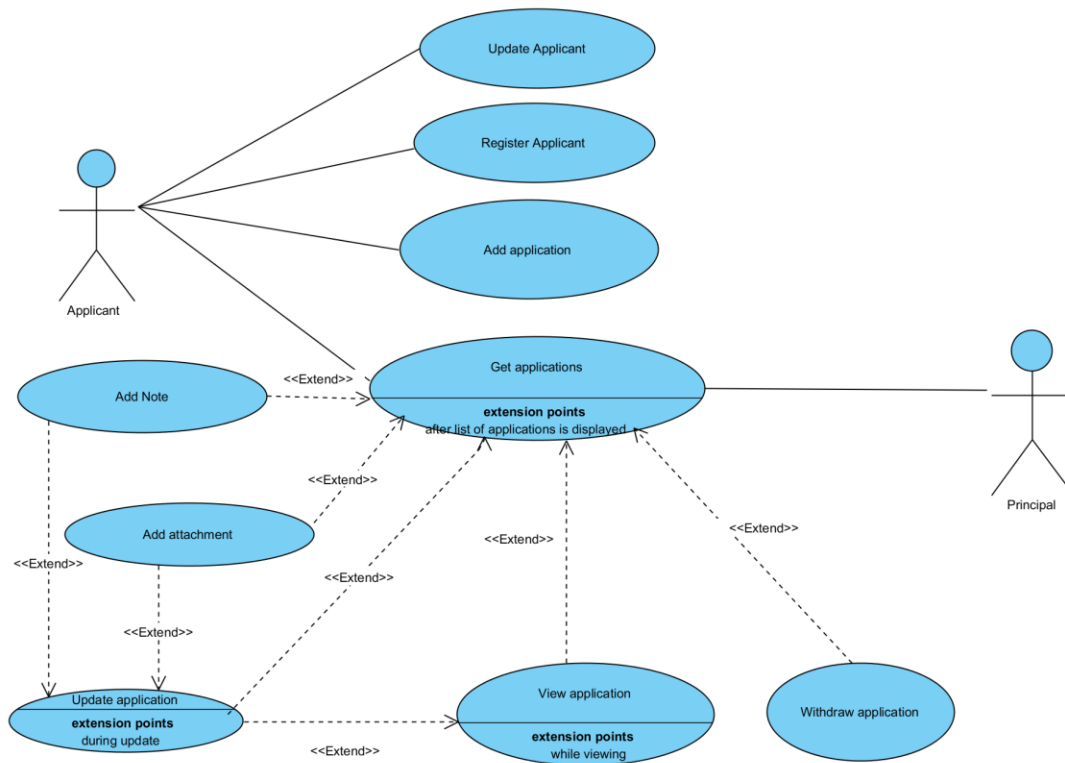 Update Applicant
Register Applicant
Add application
Applicant
Get applications
extension points
after list of applications is displayed
Principal
Add Note
<<Extend>>
<<Extend>>
Add attachment
<<Extend>>
<<Extend>>
<<Extend>>
<<Extend>>
<<Extend>>
Update application
extension points
during update
<<Extend>>
View application
extension points
while viewing
Withdraw application